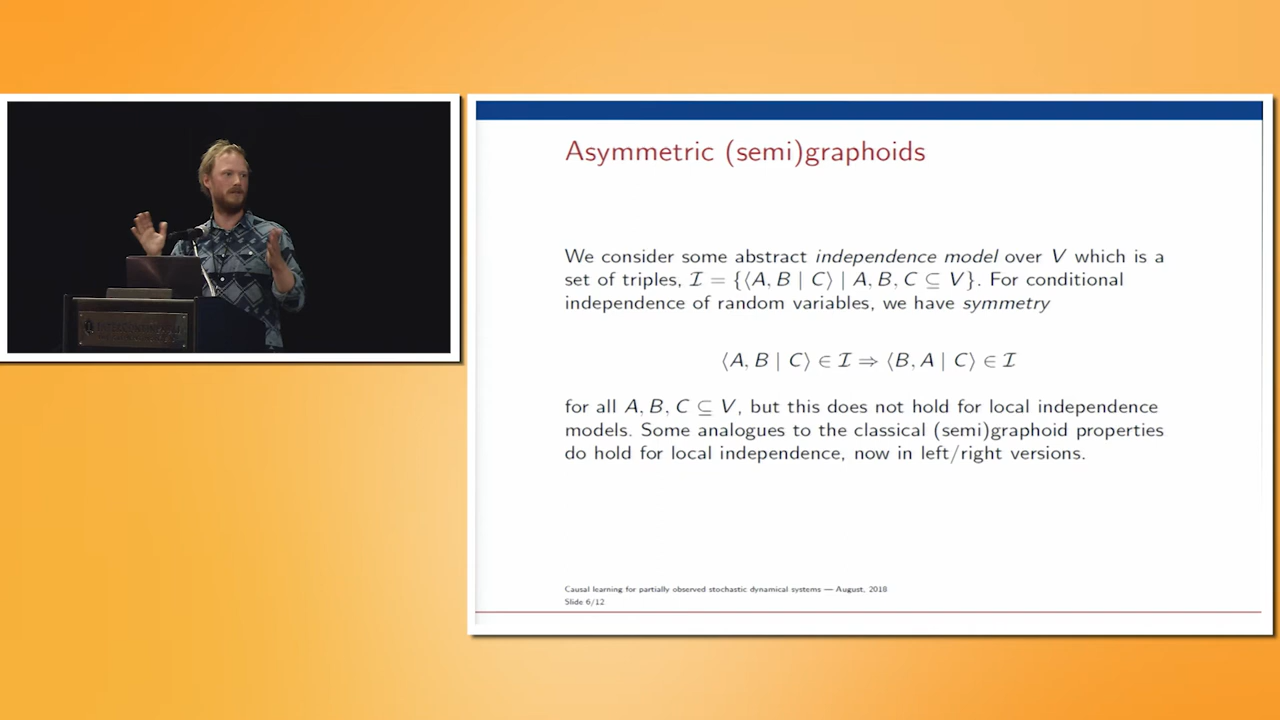 Asymmetric (semi)graphoids
We consider some abstract independence model over V which is a
set of triples, ℐ = {⟨A, B | C⟩ | A, B, C ⊆ V}. For conditional
independence of random variables, we have symmetry
⟨A, B | C⟩ ∈ ℐ ⇒ ⟨B, A | C⟩ ∈ ℐ
for all A, B, C ⊆ V, but this does not hold for local independence
models. Some analogues to the classical (semi)graphoid properties
do hold for local independence, now in left/right versions.
Causal learning for partially observed stochastic dynamical systems — August, 2018
Slide 6/12